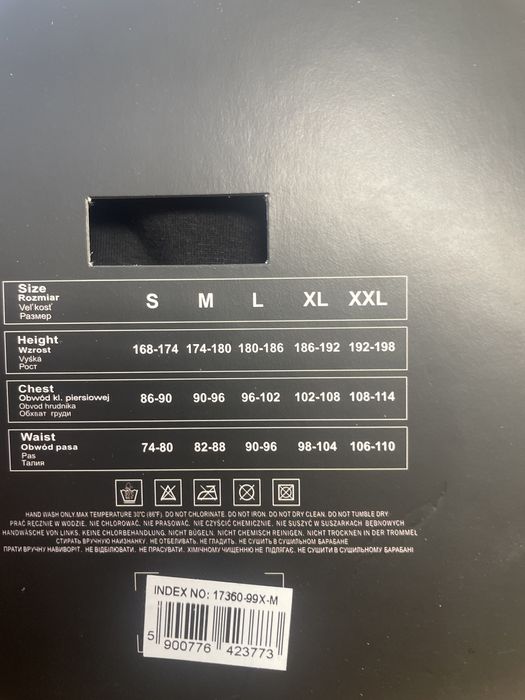 Size
Rozmiar
Veľkosť
Размер
S M L XL XXL
Height
Wzrost
Výška
Рост
168-174 174-180 180-186 186-192 192-198
Chest
Obwód kl. piersiowej
Obvod hrudníka
Обхват груди
86-90 90-96 96-102 102-108 108-114
Waist
Obwód pasa
Pas
Талия
74-80 82-88 90-96 98-104 106-110
HAND WASH ONLY.MAX TEMPERATURE 30°C (86°F). DO NOT CHLORINATE. DO NOT IRON. DO NOT DRY CLEAN. DO NOT TUMBLE DRY.
PRAĆ RĘCZNIE W WODZIE. NIE CHLOROWAĆ. NIE PRASOWAĆ. NIE CZYŚCIĆ CHEMICZNIE. NIE SUSZYĆ W SUSZARKACH BĘBNOWYCH
HANDWÄSCHE VON LINKS. KEINE CHLORBEHANDLUNG. NICHT BÜGELN. NICHT CHEMISCH REINIGEN. NICHT TROCKNEN IN DER TROMMEL
СТИРАТЬ ВРУЧНУЮ НАИЗНАНКУ. НЕ ОТБЕЛИВАТЬ. НЕ ГЛАДИТЬ. НЕ СУШИТЬ В СУШИЛЬНОМ БАРАБАНЕ
ПРАТИ ВРУЧНУ НАВИВОРІТ. НЕ ВІДБІЛЮВАТИ. НЕ ПРАСУВАТИ. ХІМІЧНОМУ ЧИЩЕННЮ НЕ ПІДЛЯГАЄ. НЕ СУШИТИ В СУШИЛЬНОМУ БАРАБАНІ
INDEX NO: 17360-99X-M
5 900776 423773